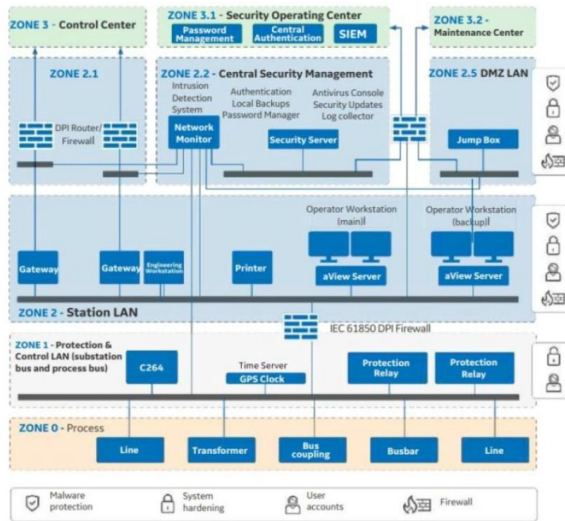 ZONE 3 - Control Center
ZONE 3.1 - Security Operating Center
Password
Management
Central
Authentication
SIEM
ZONE 3.2 -
Maintenance Center
ZONE 2.1
DPI Router/
Firewall
ZONE 2.2 - Central Security Management
Intrusion
Detection
System
Network
Monitor
Authentication
Local Backups
Password Manager
Antivirus Console
Security Updates
Log collector
Security Server
ZONE 2.5 DMZ LAN
Jump Box
Operator Workstation
(main)l
Operator Workstation
(backup)l
Gateway
Gateway
Engineering
Workstation
Printer
aView Server
aView Server
ZONE 2 - Station LAN
IEC 61850 DPI Firewall
ZONE 1 - Protection &
Control LAN (substation
bus and process bus)
C264
Time Server
GPS Clock
Protection
Relay
Protection
Relay
ZONE 0 - Process
Line
Transformer
Bus
coupling
Busbar
Line
Malware
protection
System
hardening
User
accounts
Firewall